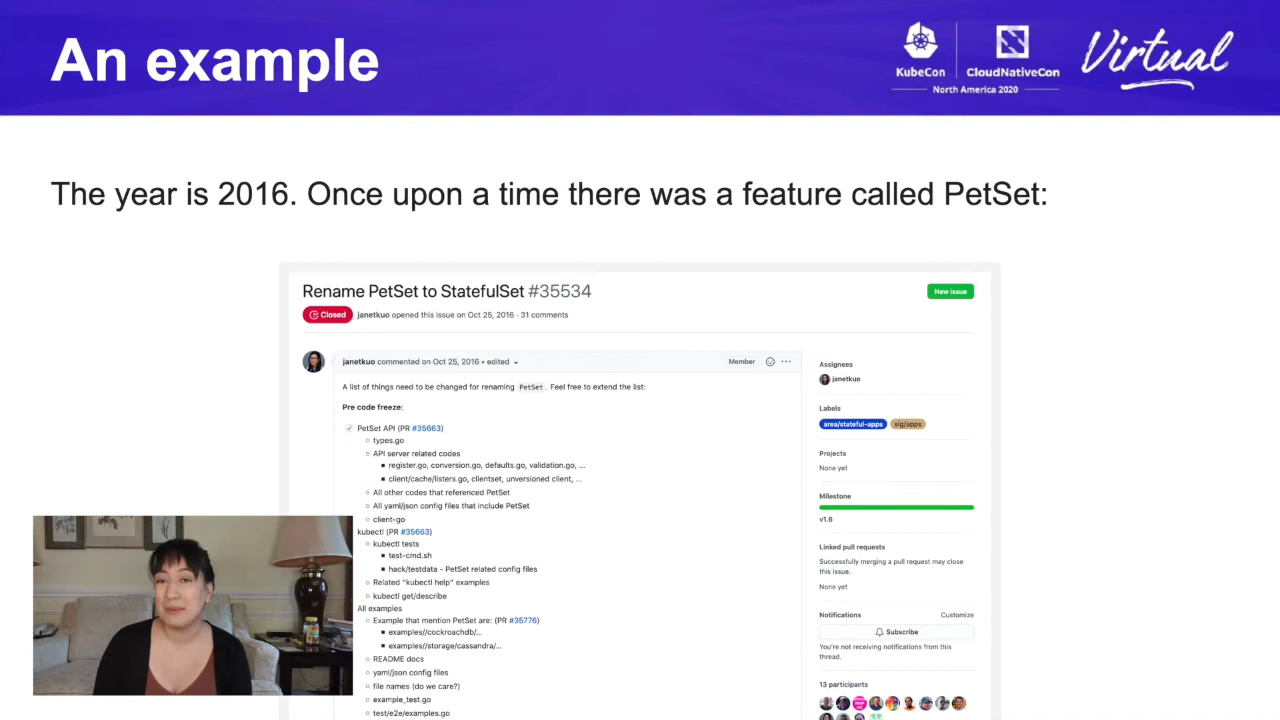 An example
KubeCon
CloudNativeCon
North America 2020
Virtual
The year is 2016. Once upon a time there was a feature called PetSet:
Rename PetSet to StatefulSet #35534
New issue
Closed
janetkuo opened this issue on Oct 25, 2016 · 31 comments
janetkuo commented on Oct 25, 2016 • edited
Member
A list of things need to be changed for renaming PetSet. Feel free to extend the list:
Pre code freeze:
PetSet API (PR #35663)
types.go
API server related codes
register.go, conversion.go, defaults.go, validation.go, ...
client/cache/listers.go, clientset, unversioned client, ...
All other codes that referenced PetSet
All yaml/json config files that include PetSet
client-go
kubectl (PR #35663)
kubectl tests
test-cmd.sh
hack/testdata - PetSet related config files
Related "kubectl help" examples
kubectl get/describe
All examples
Example that mention PetSet are: (PR #35776)
examples//cockroachdb/...
examples//storage/cassandra/...
README docs
yaml/json config files
file names (do we care?)
example_test.go
test/e2e/examples.go
Assignees
janetkuo
Labels
area/stateful-apps
sig/apps
Projects
None yet
Milestone
v1.6
Linked pull requests
Successfully merging a pull request may close
this issue.
None yet
Notifications
Customize
Subscribe
You're not receiving notifications from this
thread.
13 participants